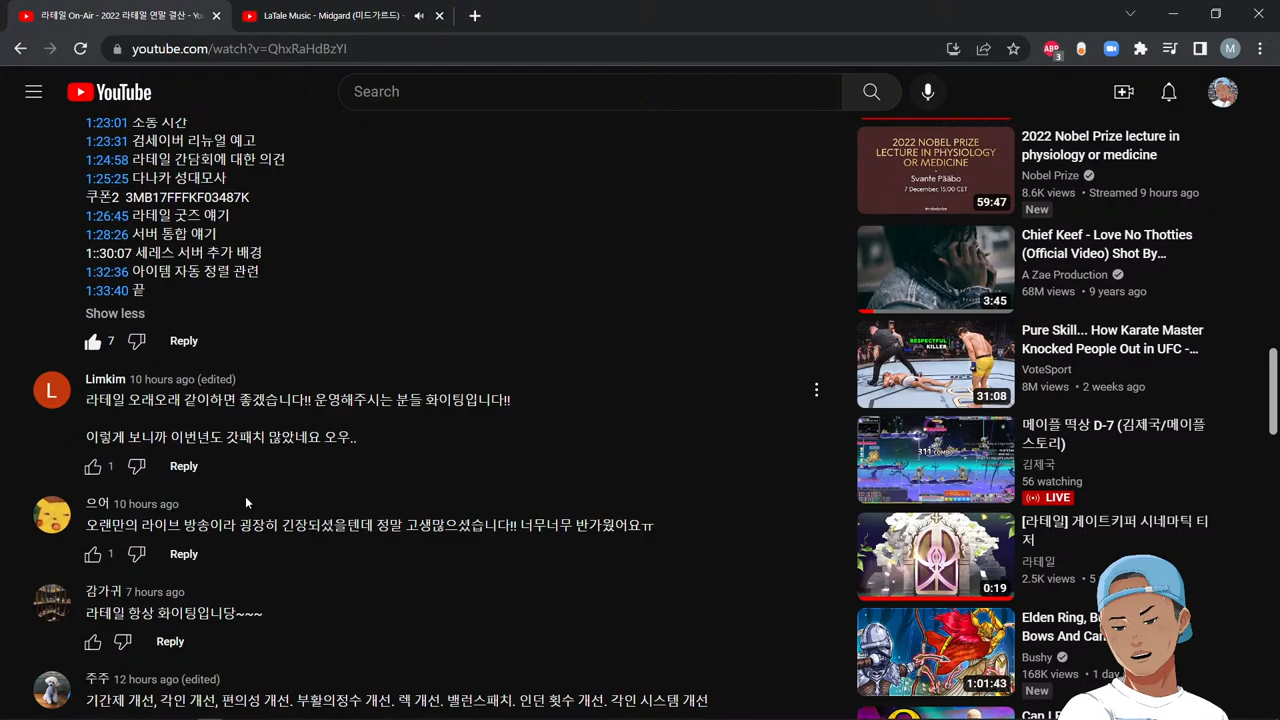 라테일 On-Air - 2022 라테일 연말 결산 - Yo
LaTale Music - Midgard (미드가르드) -
youtube.com/watch?v=QhxRaHdBzYI
ABP
3
M
YouTube
Search
1:23:01 소통 시간
1:23:31 검세이버 리뉴얼 예고
1:24:58 라테일 간담회에 대한 의견
1:25:25 다나카 성대모사
쿠폰2 3MB17FFFKF03487K
1:26:45 라테일 굿즈 얘기
1:28:26 서버 통합 얘기
1::30:07 세레스 서버 추가 배경
1:32:36 아이템 자동 정렬 관련
1:33:40 끝
Show less
7
Reply
L
Limkim 10 hours ago (edited)
라테일 오래오래 같이하면 좋겠습니다!! 운영해주시는 분들 화이팅입니다!!
이렇게 보니까 이번년도 갓패치 많았네요 오우..
1
Reply
으어 10 hours ago
오랜만의 라이브 방송이라 굉장히 긴장되셨을텐데 정말 고생많으셨습니다!! 너무너무 반가웠어요ㅠ
1
Reply
감가귀 7 hours ago
라테일 항상 화이팅입니당~~~
Reply
주주 12 hours ago (edited)
기간제 개선, 각인 개선, 편의성 개선,
개선, 렉 개선. 밸런스패치, 인던 횟수 개선. 각인 시스템 개선
2022 NOBEL PRIZE
LECTURE IN PHYSIOLOGY
OR MEDICINE
Svante Pääbo
7 December, 15:00 CET
59:47
2022 Nobel Prize lecture in
physiology or medicine
Nobel Prize
8.6K views • Streamed 9 hours ago
New
3:45
Chief Keef - Love No Thotties
(Official Video) Shot By...
A Zae Production
68M views • 9 years ago
RESPECTFUL
KILLER
31:08
Pure Skill... How Karate Master
Knocked People Out in UFC -...
VoteSport
8M views • 2 weeks ago
311 COMBO
메이플 떡상 D-7 (김제국/메이플
스토리)
김제국
56 watching
LIVE
0:19
[라테일] 게이트키퍼 시네마틱 티
저
라테일
2.5K views • 5
1:01:43
Elden Ring, B
Bows And Can
Bushy
168K views • 1 day
New
Can I